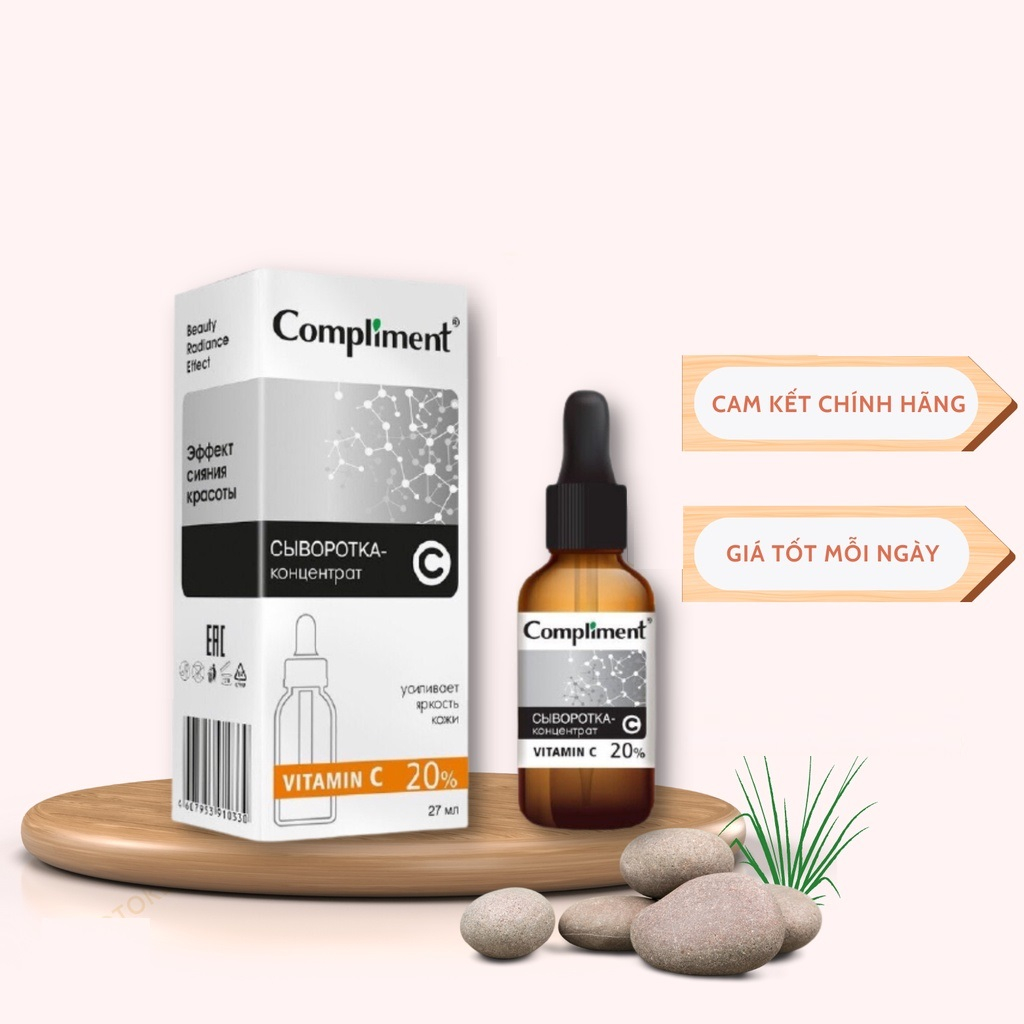 Beauty
Radiance
Effect
Compliment®
Эффект
сияния
красоты
СЫВОРОТКА-
концентрат
C
EAC
усиливает
яркость
кожи
VITAMIN C 20%
27 мл
Compliment®
СЫВОРОТКА-
концентрат
C
VITAMIN C 20%
CAM KẾT CHÍNH HÃNG
GIÁ TỐT MỖI NGÀY